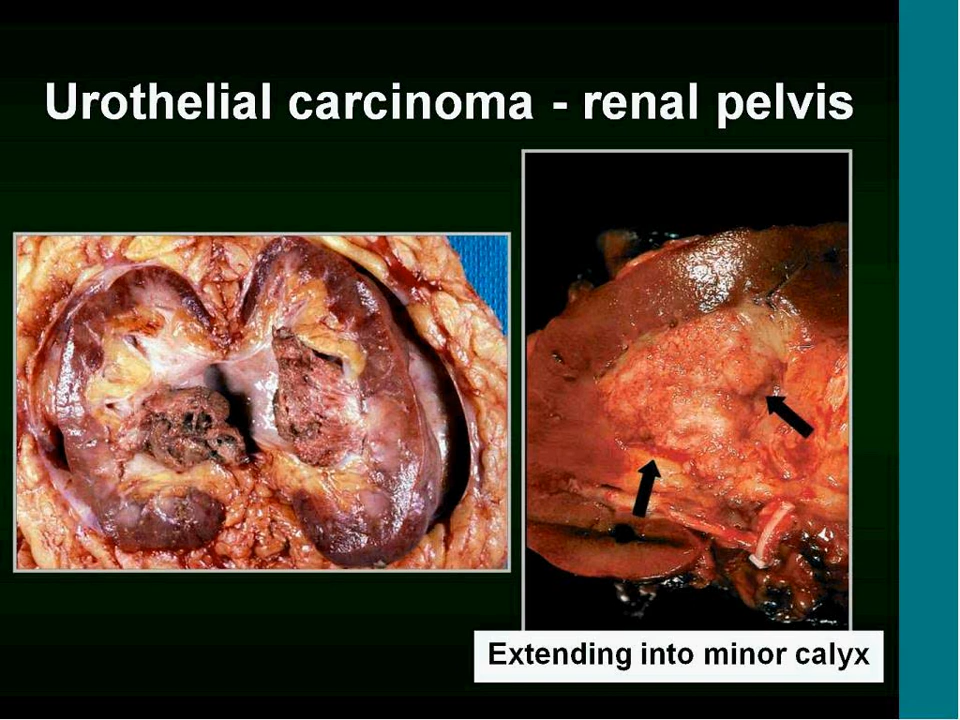 Urothelial carcinoma - renal pelvis
Extending into minor calyx